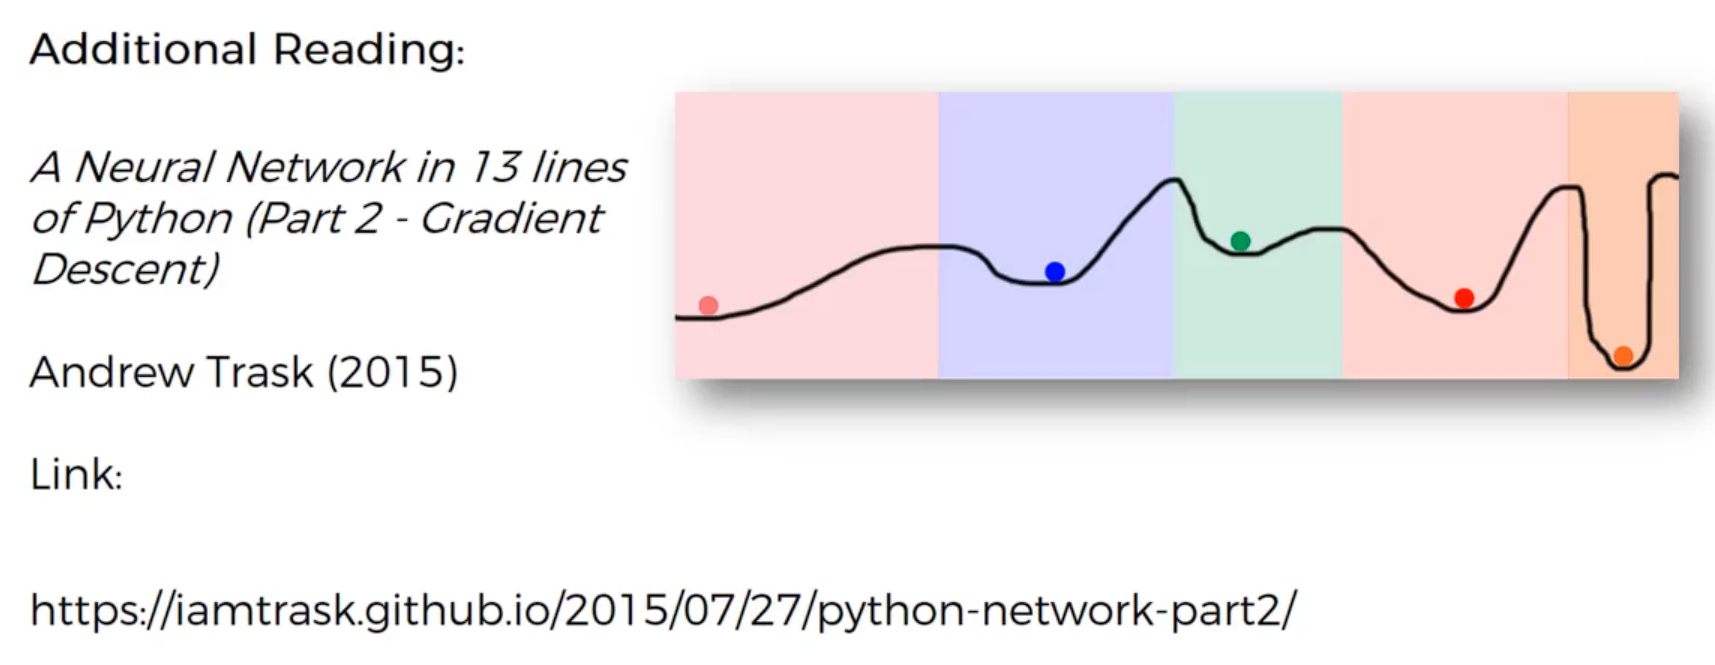 Additional Reading:
A Neural Network in 13 lines
of Python (Part 2 - Gradient
Descent)
Andrew Trask (2015)
Link:
https://iamtrask.github.io/2015/07/27/python-network-part2/